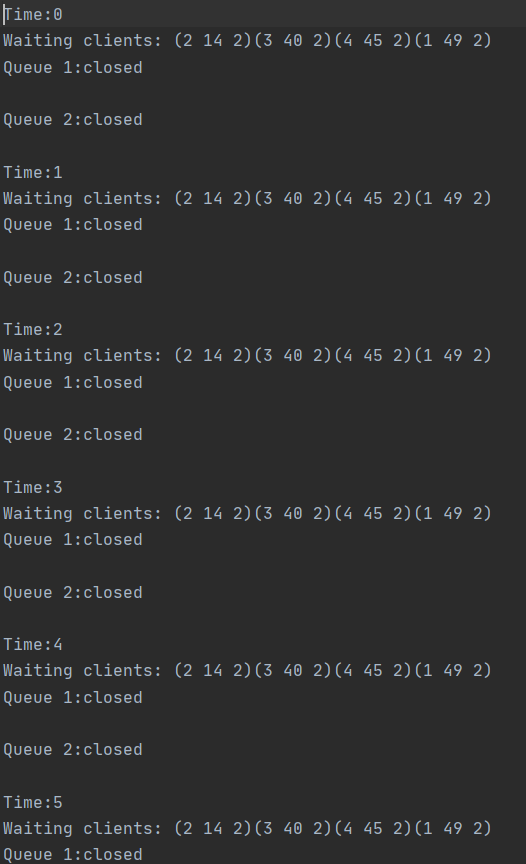 Time:0
Waiting clients: (2 14 2)(3 40 2)(4 45 2)(1 49 2)
Queue 1:closed
Queue 2:closed
Time:1
Waiting clients: (2 14 2)(3 40 2)(4 45 2)(1 49 2)
Queue 1:closed
Queue 2:closed
Time:2
Waiting clients: (2 14 2)(3 40 2)(4 45 2)(1 49 2)
Queue 1:closed
Queue 2:closed
Time:3
Waiting clients: (2 14 2)(3 40 2)(4 45 2)(1 49 2)
Queue 1:closed
Queue 2:closed
Time:4
Waiting clients: (2 14 2)(3 40 2)(4 45 2)(1 49 2)
Queue 1:closed
Queue 2:closed
Time:5
Waiting clients: (2 14 2)(3 40 2)(4 45 2)(1 49 2)
Queue 1:closed